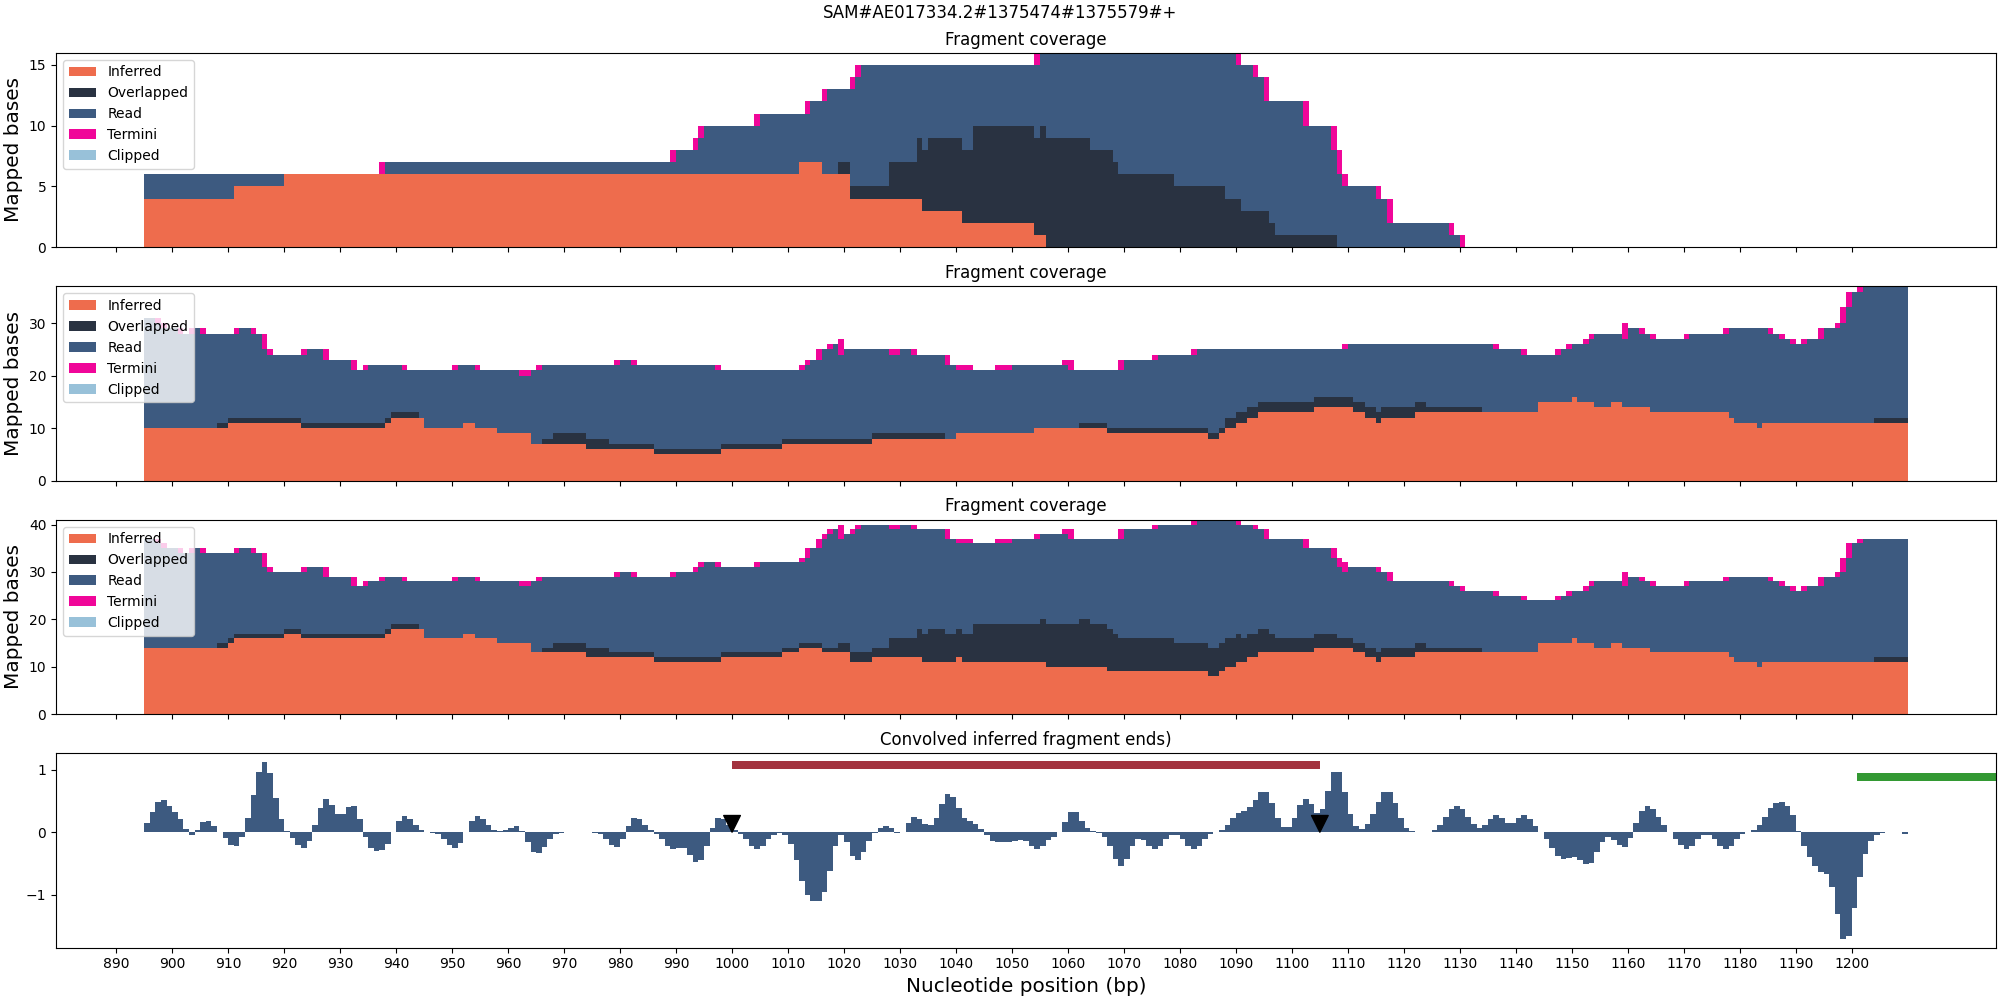 SAM#AE017334.2#1375474#1375579#+
Fragment coverage
Mapped bases
15
10
5
0
Inferred
Overlapped
Read
Termini
Clipped
Fragment coverage
Mapped bases
30
20
10
0
Inferred
Overlapped
Read
Termini
Clipped
Fragment coverage
Mapped bases
40
30
20
10
0
Inferred
Overlapped
Read
Termini
Clipped
Convolved inferred fragment ends)
1
0
−1
890 900 910 920 930 940 950 960 970 980 990 1000 1010 1020 1030 1040 1050 1060 1070 1080 1090 1100 1110 1120 1130 1140 1150 1160 1170 1180 1190 1200
Nucleotide position (bp)